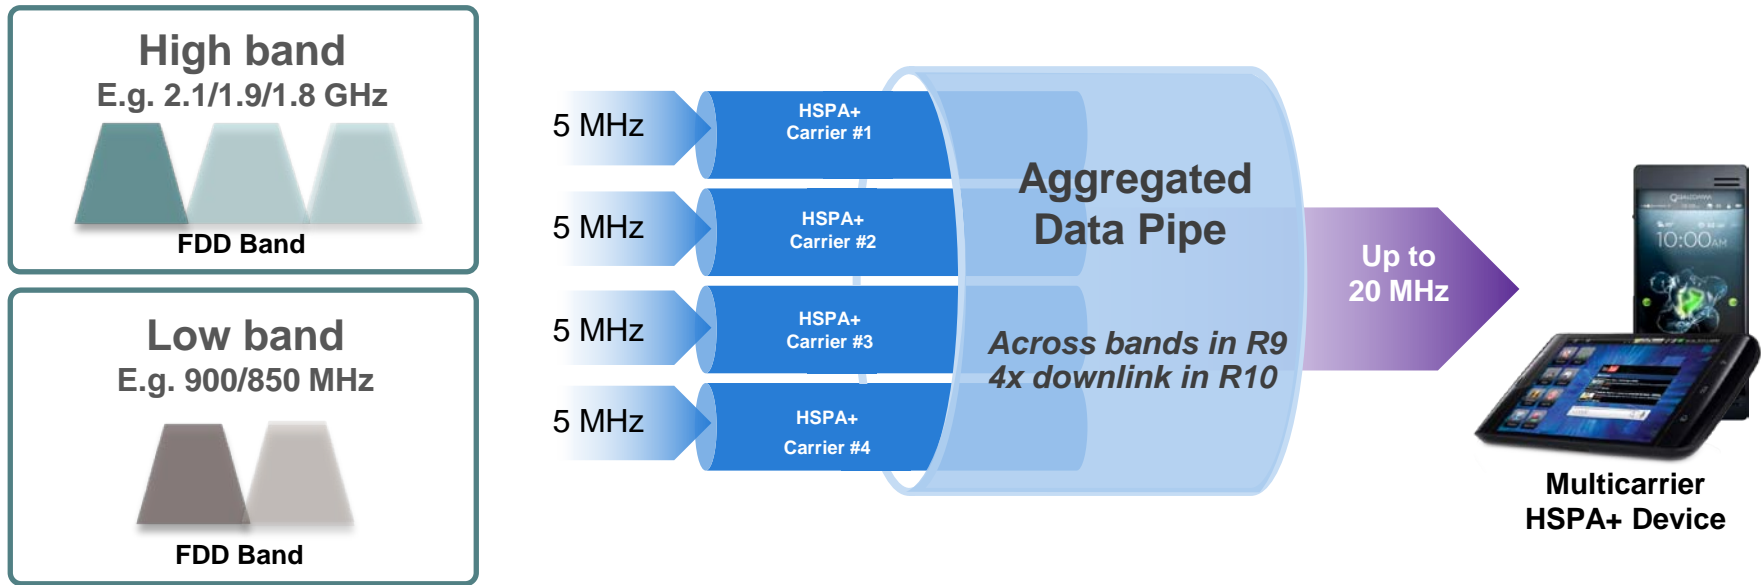 High band
E.g. 2.1/1.9/1.8 GHz
FDD Band
Low band
E.g. 900/850 MHz
FDD Band
5 MHz
HSPA+
Carrier #1
5 MHz
HSPA+
Carrier #2
5 MHz
HSPA+
Carrier #3
5 MHz
HSPA+
Carrier #4
Aggregated
Data Pipe
Across bands in R9
4x downlink in R10
Up to
20 MHz
QUALCOMM
10:00AM
Multicarrier
HSPA+ Device